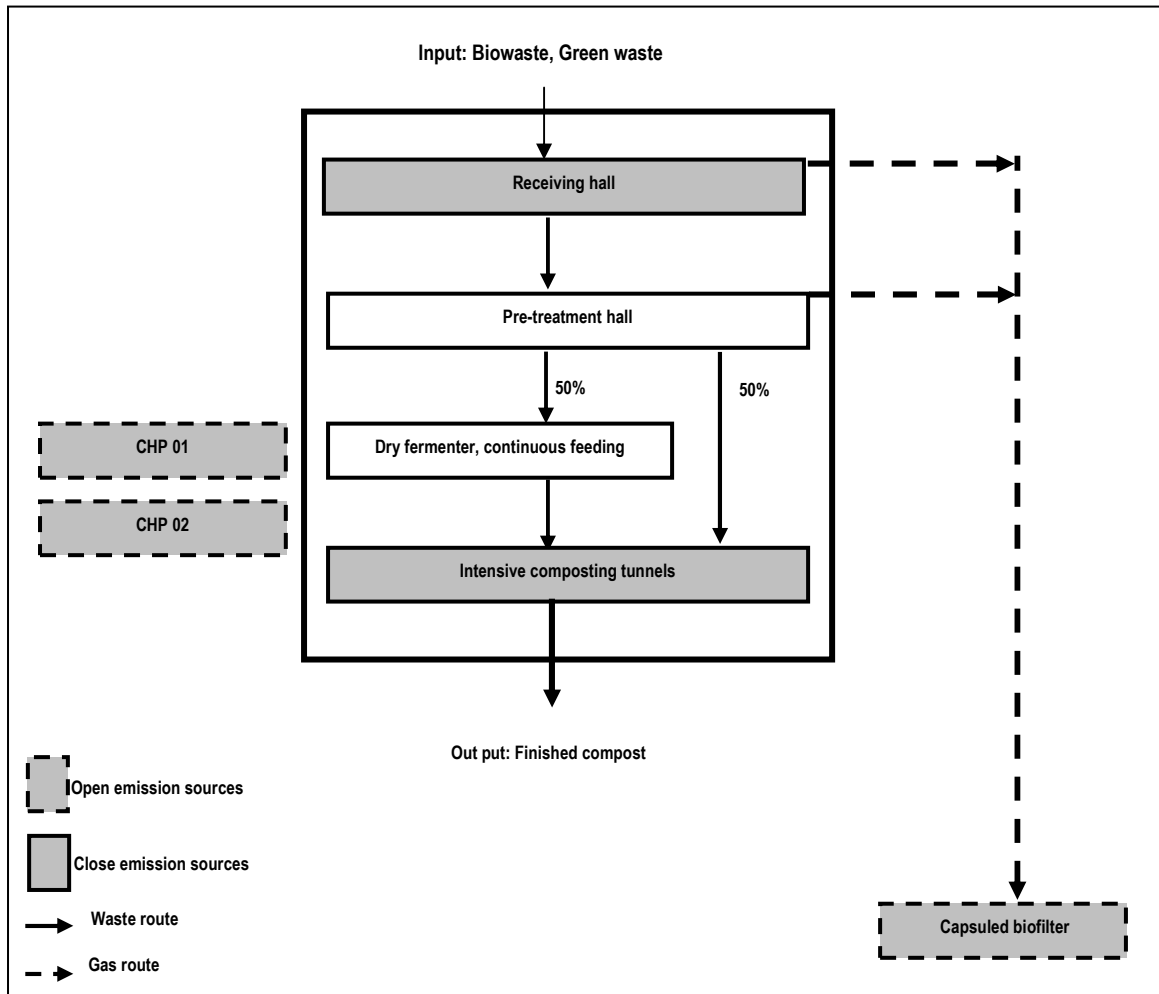 Input: Biowaste, Green waste
Receiving hall
Pre-treatment hall
50%
50%
CHP 01
Dry fermenter, continuous feeding
CHP 02
Intensive composting tunnels
Out put: Finished compost
Open emission sources
Close emission sources
Waste route
Capsuled biofilter
Gas route